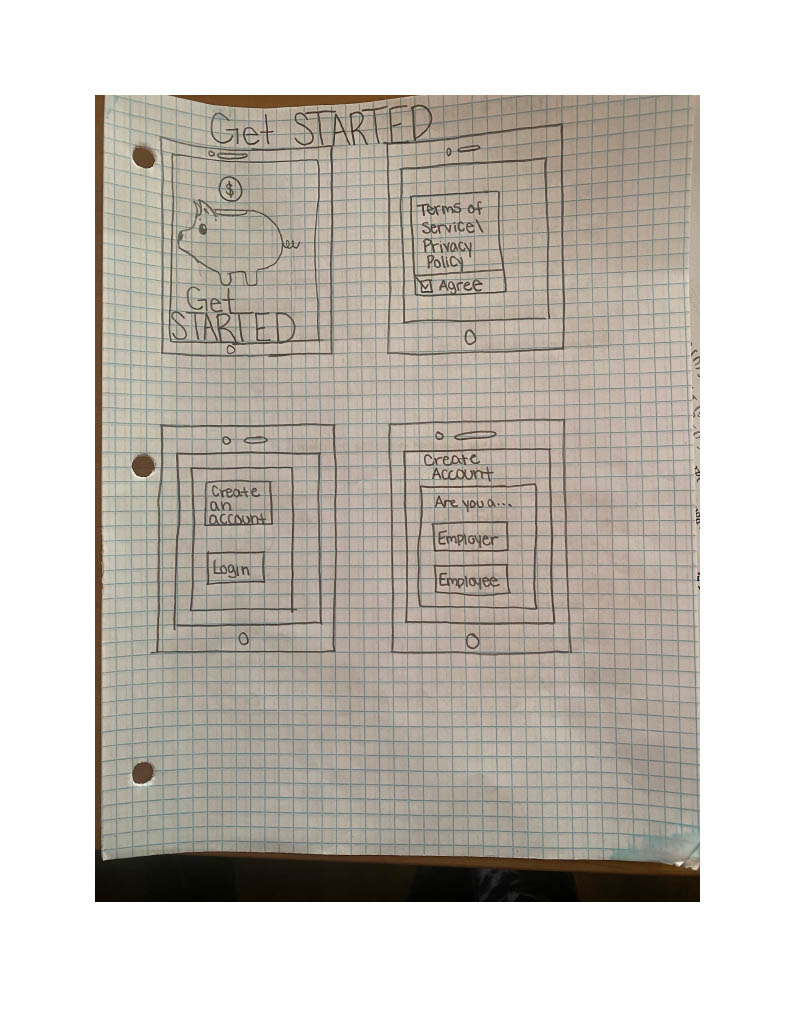 Get STARTED
$
Get
STARTED
Terms of
Service\
Privacy
Policy
Agree
Create
an
account
Login
Create
Account
Are you a...
Employer
Employee